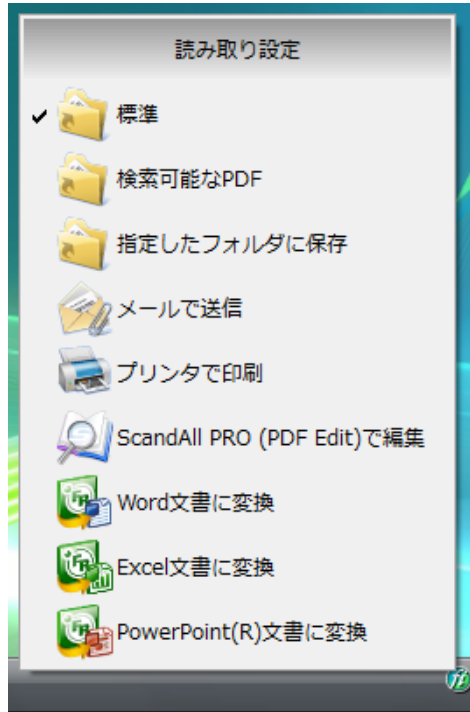 読み取り設定
標準
検索可能なPDF
指定したフォルダに保存
メールで送信
プリンタで印刷
ScandAll PRO (PDF Edit)で編集
Word文書に変換
Excel文書に変換
PowerPoint(R)文書に変換